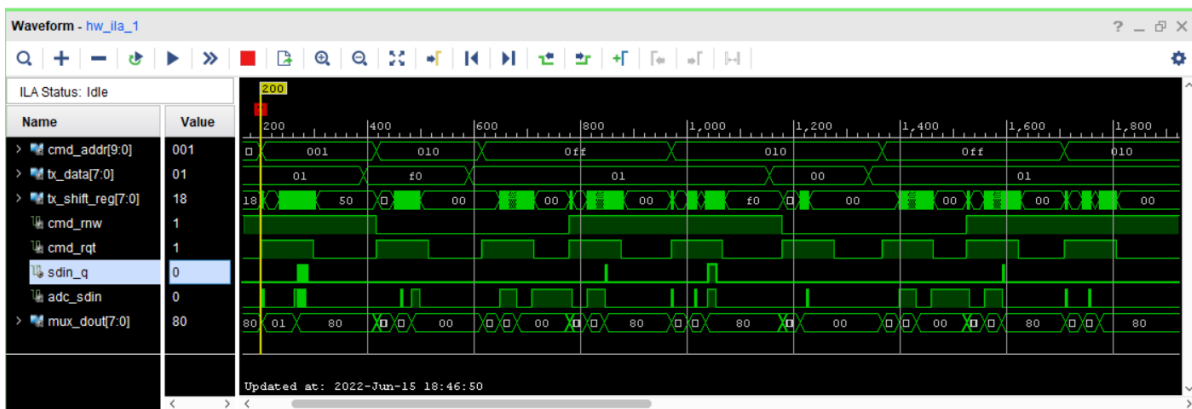 Waveform - hw_ila_1
ILA Status: Idle
200
Name Value
200 400 600 800 1,000 1,200 1,400 1,600 1,800
cmd_addr[9:0] 001 001 010 0ff 010 0ff 010
tx_data[7:0] 01 01 f0 01 00 01
tx_shift_reg[7:0] 18 18 50 00 00 00 f0 00 00 00 00
cmd_rnw 1
cmd_rqt 1
sdin_q 0
adc_sdin 0
mux_dout[7:0] 80 80 01 80 00 00 80 80 00 00 80 80
Updated at: 2022-Jun-15 18:46:50